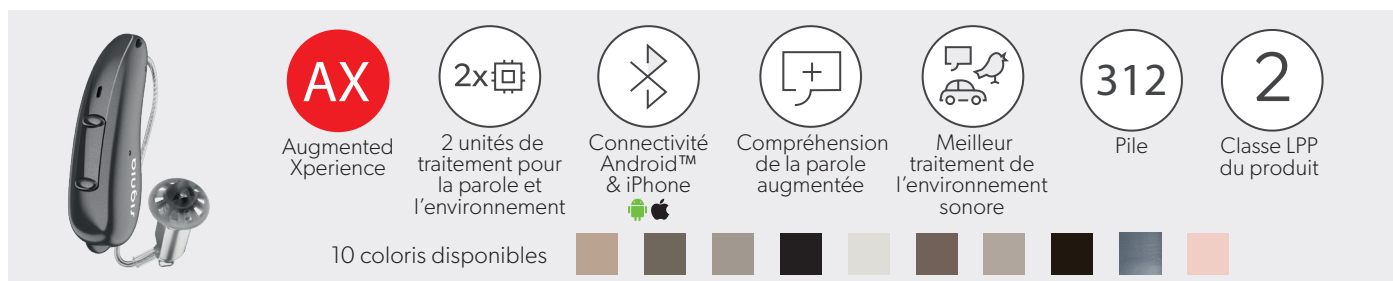 signia
AX
Augmented
Xperience
2x
2 unités de
traitement pour
la parole et
l'environnement
Connectivité
Android™
& iPhone
Compréhension
de la parole
augmentée
Meilleur
traitement de
l'environnement
sonore
312
Pile
2
Classe LPP
du produit
10 coloris disponibles